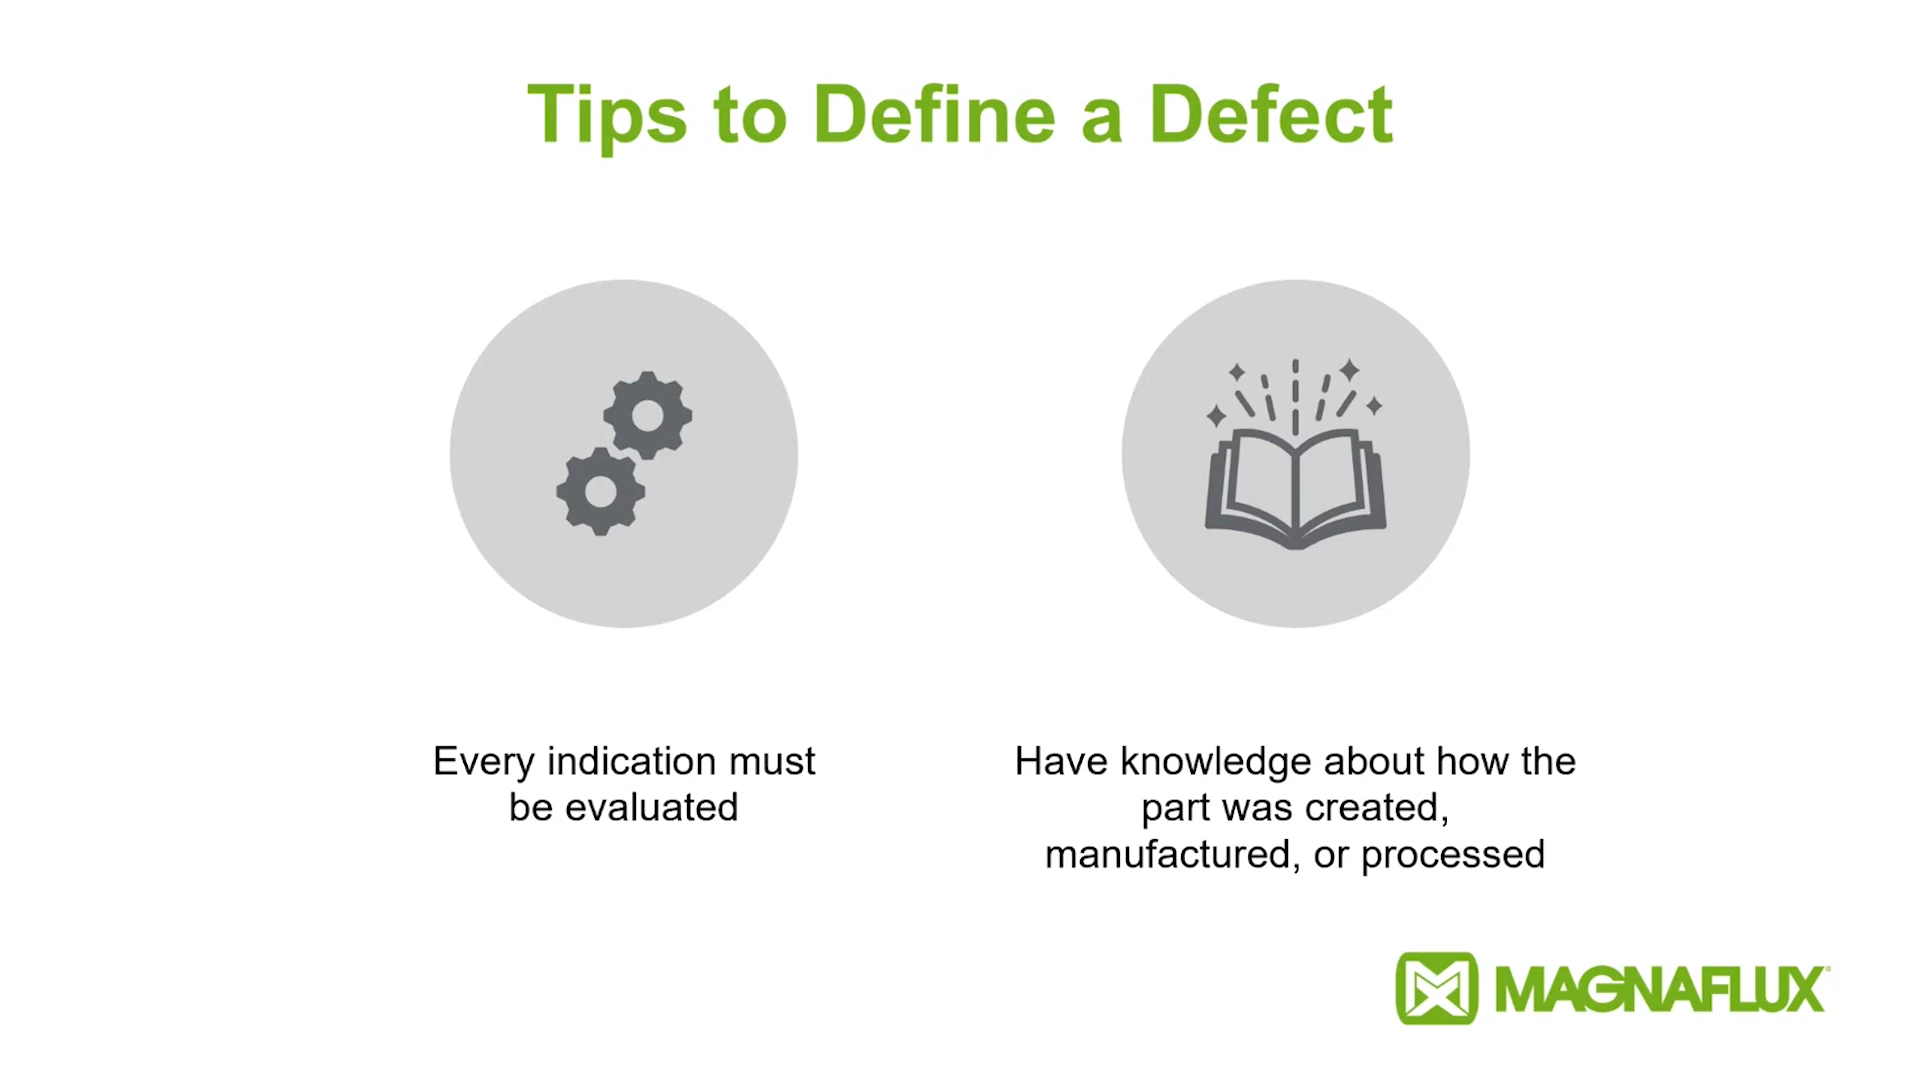 Tips to Define a Defect
Every indication must
be evaluated
Have knowledge about how the
part was created,
manufactured, or processed
MAGNAFLUX®